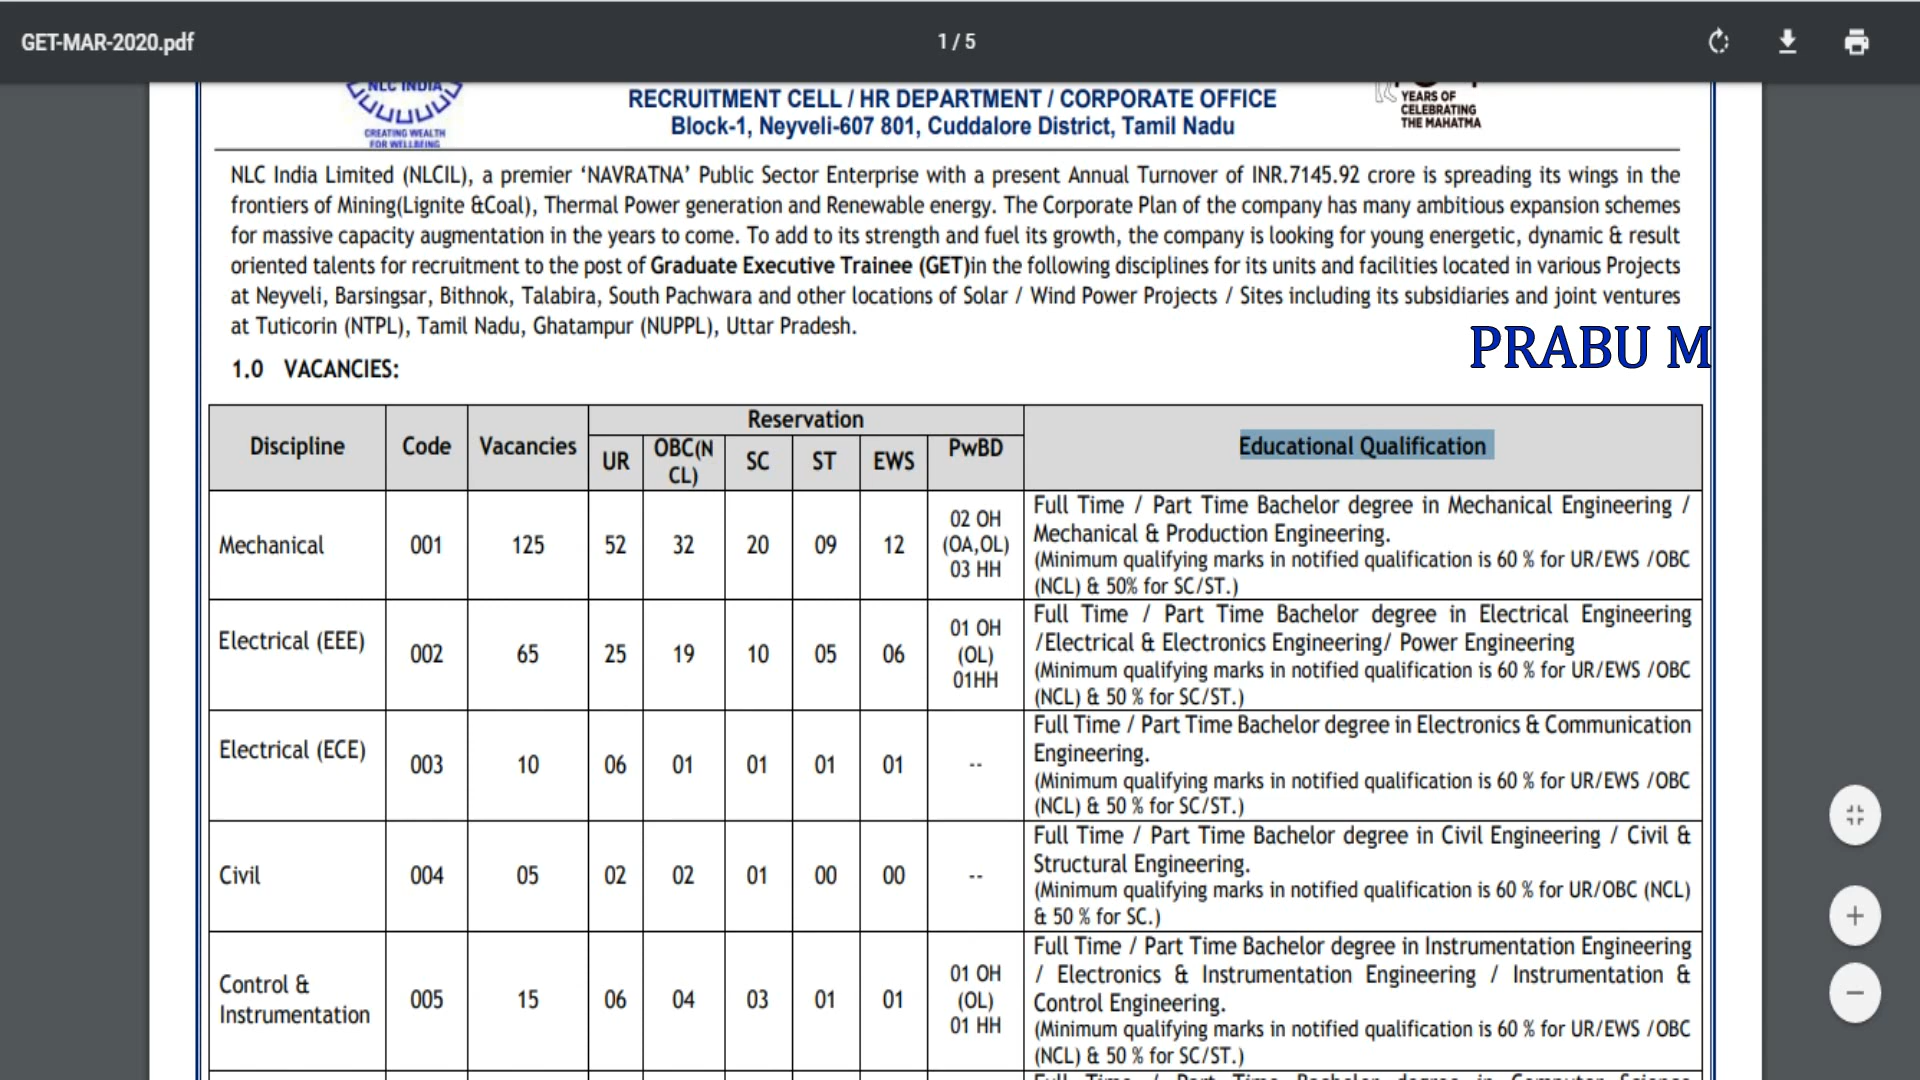 GET-MAR-2020.pdf
1 / 5
NLC INDIA
CREATING WEALTH
FOR WELLBEING
RECRUITMENT CELL / HR DEPARTMENT / CORPORATE OFFICE
Block-1, Neyveli-607 801, Cuddalore District, Tamil Nadu
YEARS OF
CELEBRATING
THE MAHATMA
NLC India Limited (NLCIL), a premier ‘NAVRATNA’ Public Sector Enterprise with a present Annual Turnover of INR.7145.92 crore is spreading its wings in the
frontiers of Mining(Lignite &Coal), Thermal Power generation and Renewable energy. The Corporate Plan of the company has many ambitious expansion schemes
for massive capacity augmentation in the years to come. To add to its strength and fuel its growth, the company is looking for young energetic, dynamic & result
oriented talents for recruitment to the post of Graduate Executive Trainee (GET)in the following disciplines for its units and facilities located in various Projects
at Neyveli, Barsingsar, Bithnok, Talabira, South Pachwara and other locations of Solar / Wind Power Projects / Sites including its subsidiaries and joint ventures
at Tuticorin (NTPL), Tamil Nadu, Ghatampur (NUPPL), Uttar Pradesh.
PRABU M
1.0 VACANCIES:
Discipline Code Vacancies Reservation Educational Qualification
UR OBC(N
CL) SC ST EWS PwBD
Mechanical 001 125 52 32 20 09 12
02 OH
(OA,OL)
03 HH
Full Time / Part Time Bachelor degree in Mechanical Engineering /
Mechanical & Production Engineering.
(Minimum qualifying marks in notified qualification is 60 % for UR/EWS /OBC
(NCL) & 50% for SC/ST.)
Electrical (EEE) 002 65 25 19 10 05 06
01 OH
(OL)
01HH
Full Time / Part Time Bachelor degree in Electrical Engineering
/Electrical & Electronics Engineering/ Power Engineering
(Minimum qualifying marks in notified qualification is 60 % for UR/EWS /OBC
(NCL) & 50 % for SC/ST.)
Electrical (ECE) 003 10 06 01 01 01 01 --
Full Time / Part Time Bachelor degree in Electronics & Communication
Engineering.
(Minimum qualifying marks in notified qualification is 60 % for UR/EWS /OBC
(NCL) & 50 % for SC/ST.)
Civil 004 05 02 02 01 00 00 --
Full Time / Part Time Bachelor degree in Civil Engineering / Civil &
Structural Engineering.
(Minimum qualifying marks in notified qualification is 60 % for UR/OBC (NCL)
& 50 % for SC.)
Control &
Instrumentation 005 15 06 04 03 01 01
01 OH
(OL)
01 HH
Full Time / Part Time Bachelor degree in Instrumentation Engineering
/ Electronics & Instrumentation Engineering / Instrumentation &
Control Engineering.
(Minimum qualifying marks in notified qualification is 60 % for UR/EWS /OBC
(NCL) & 50 % for SC/ST.)
Full Time / Part Time Bachelor degree in Computer Science